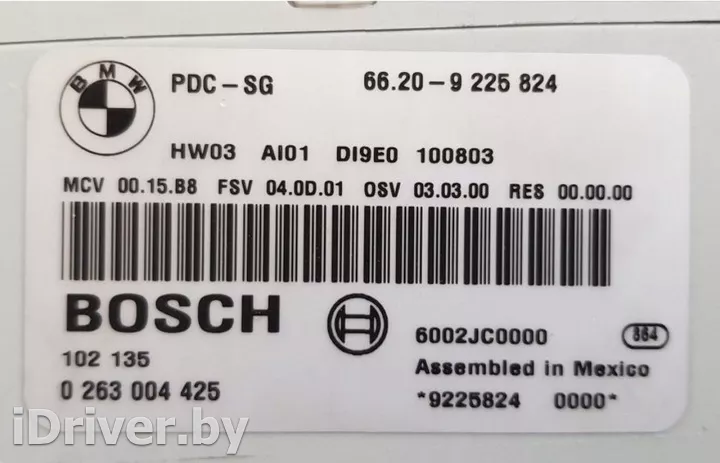 BMW
PDC-SG 66.20-9 225 824
HW03 AI01 DI9E0 100803
MCV 00.15.B8 FSV 04.0D.01 OSV 03.03.00 RES 00.00.00
BOSCH
6002JC0000 384
102 135
Assembled in Mexico
0 263 004 425
*9225824 0000*
iDriver.by